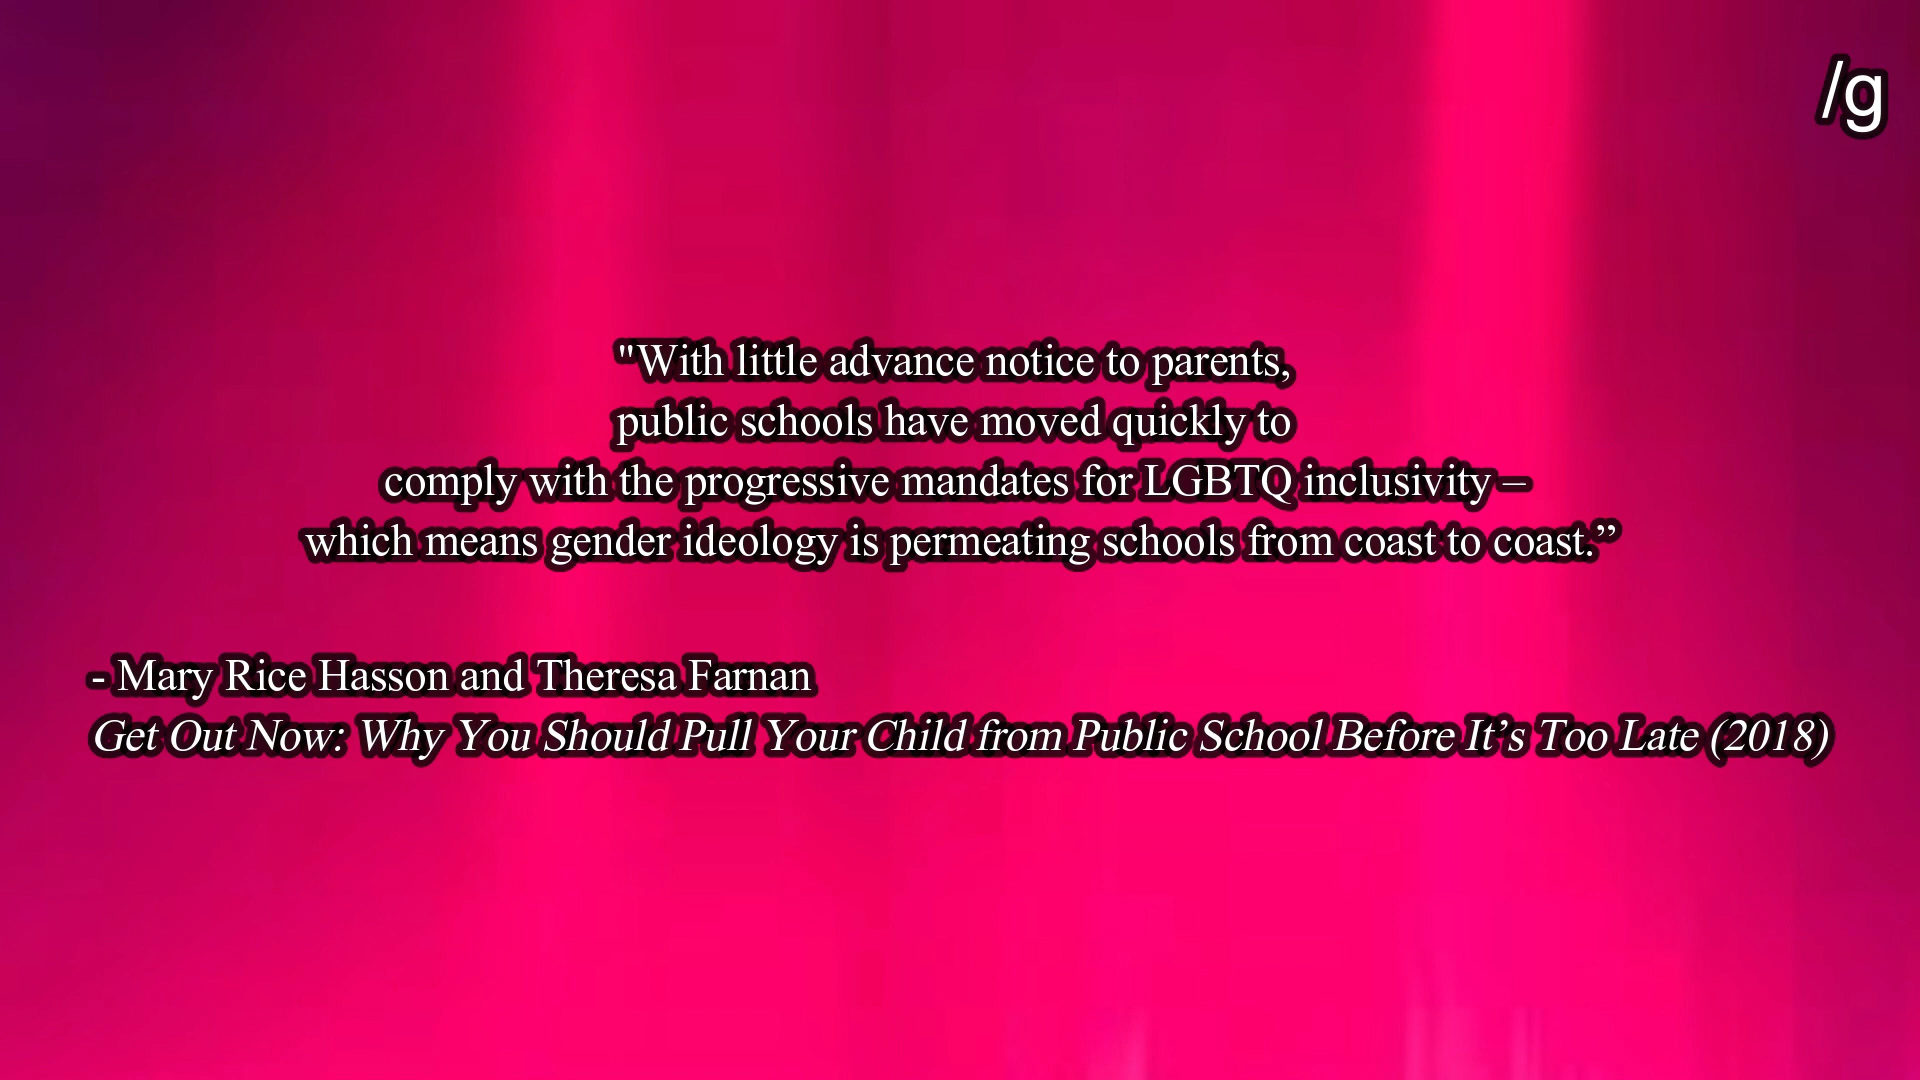 /g
"With little advance notice to parents,
public schools have moved quickly to
comply with the progressive mandates for LGBTQ inclusivity –
which means gender ideology is permeating schools from coast to coast.”
- Mary Rice Hasson and Theresa Farnan
Get Out Now: Why You Should Pull Your Child from Public School Before It’s Too Late (2018)